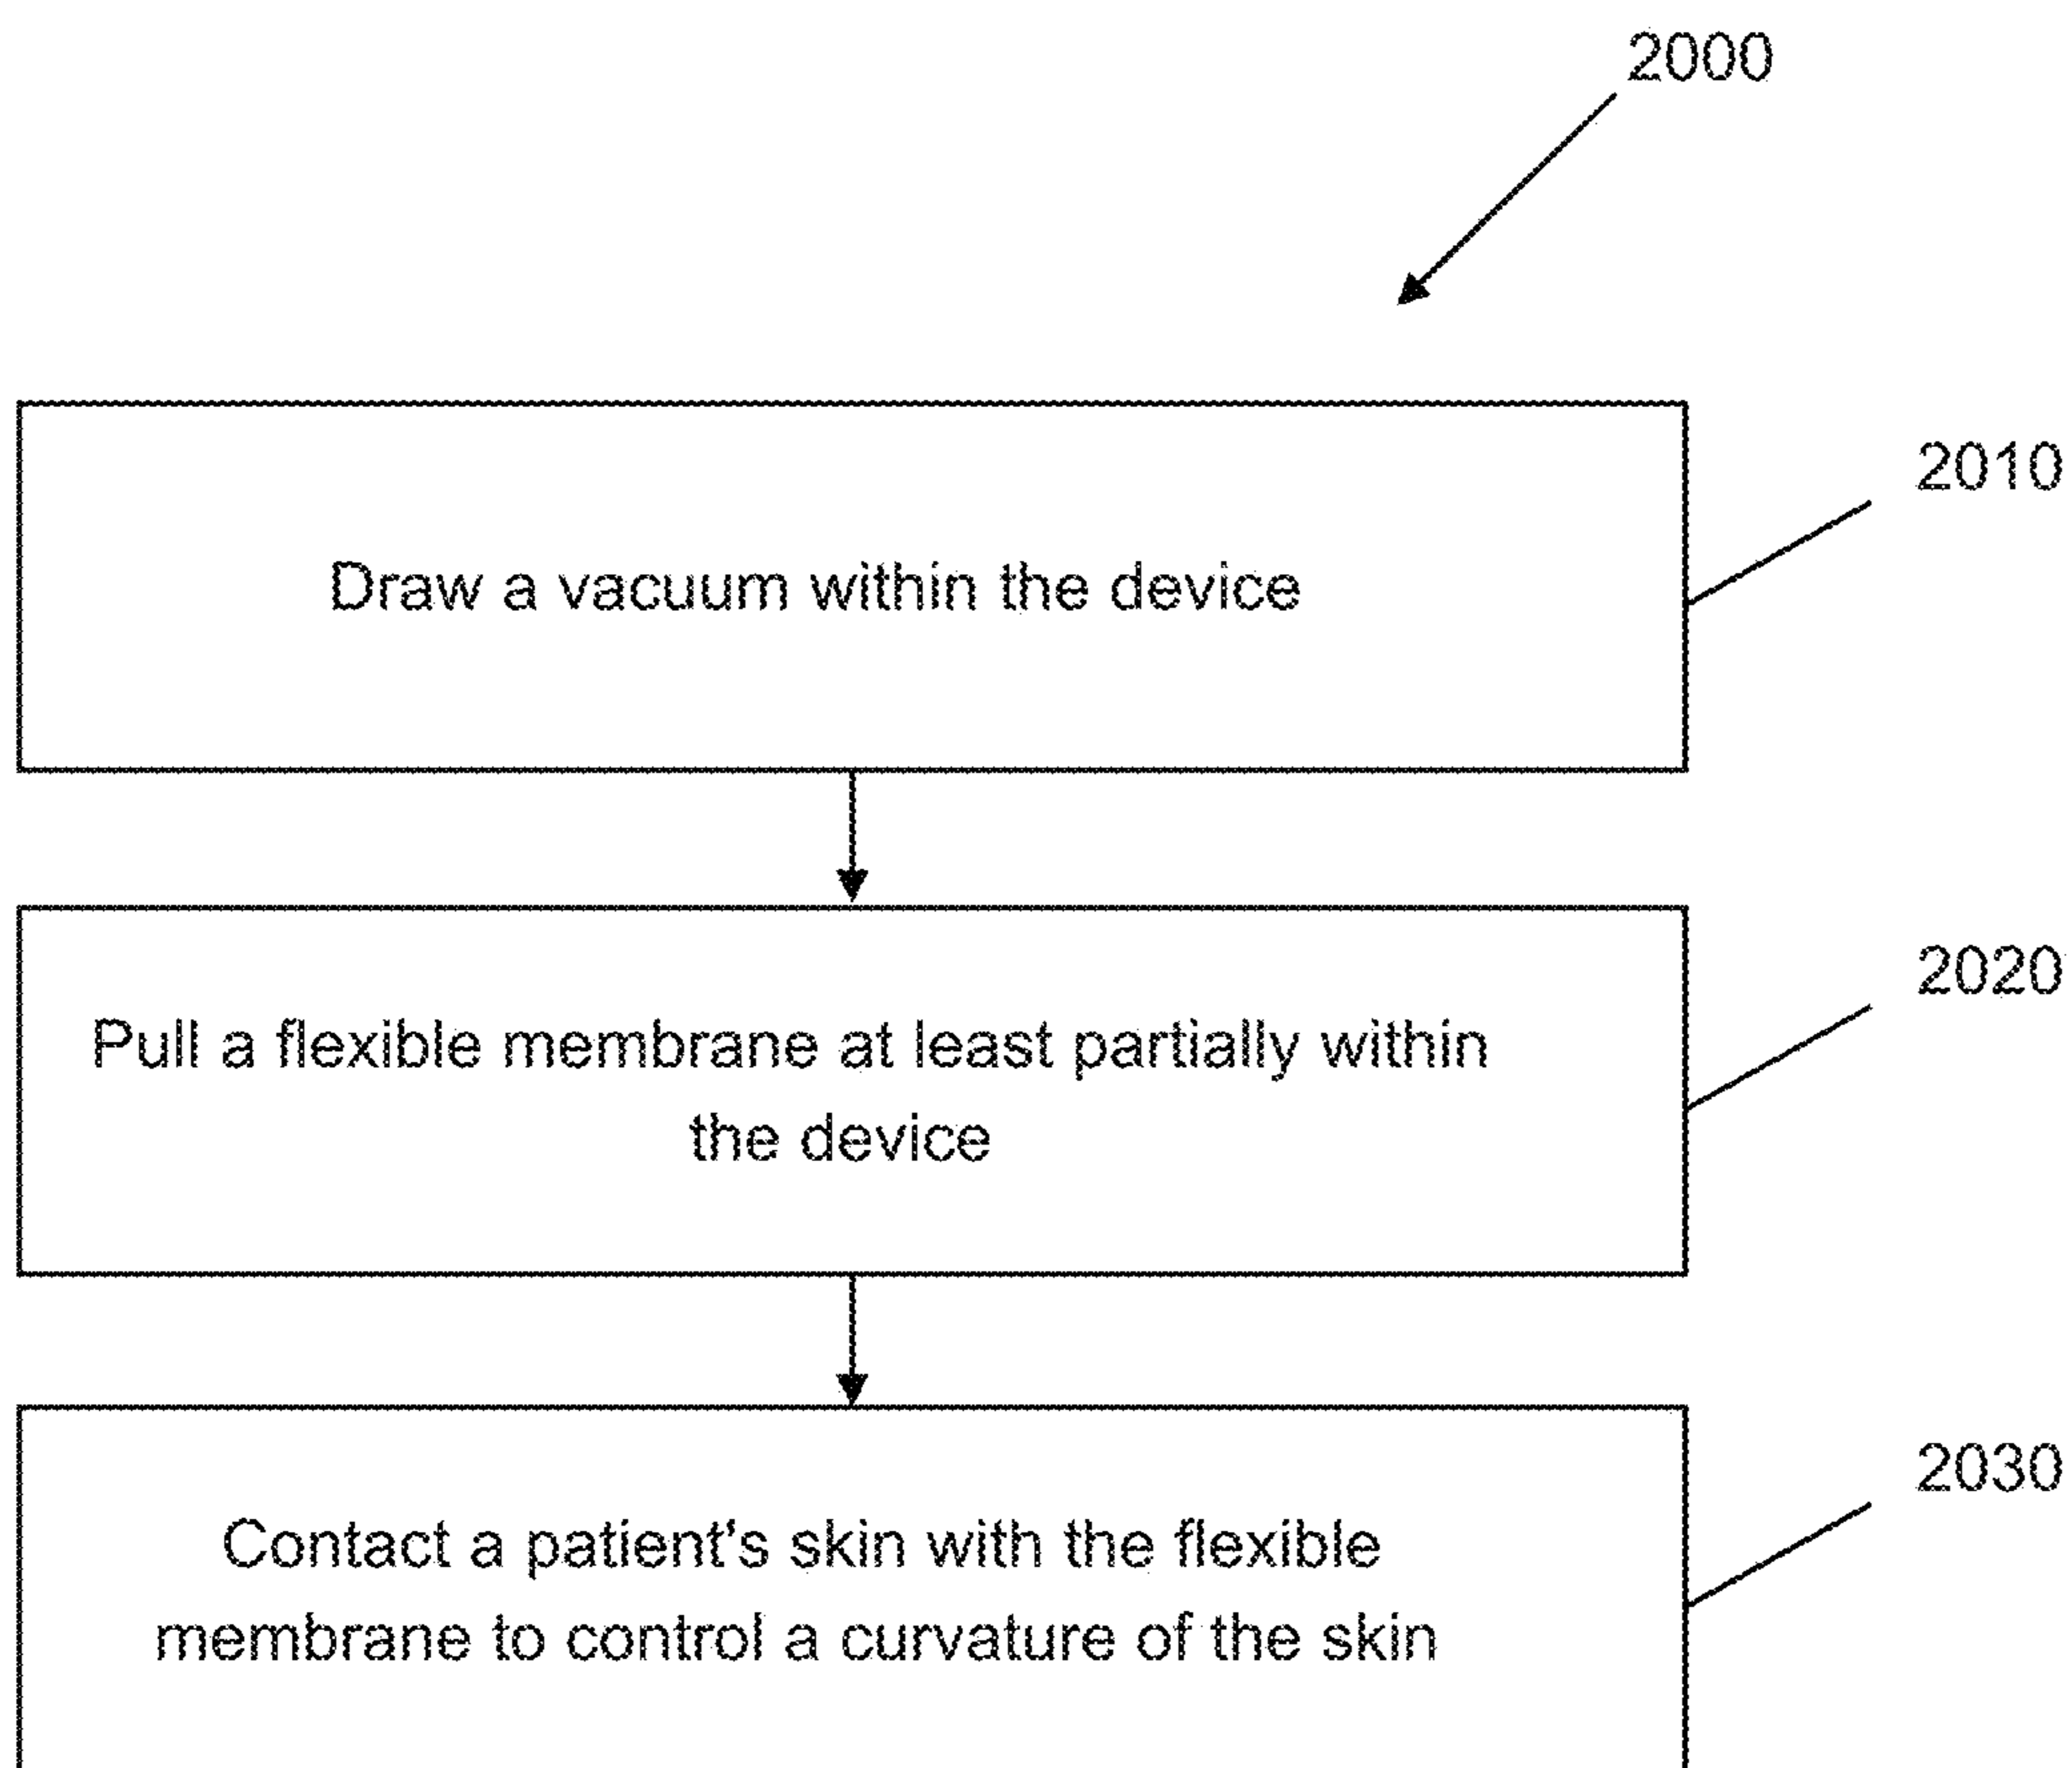 2000
2010
Draw a vacuum within the device
2020
Pull a flexible membrane at least partially within
the device
2030
Contact a patient's skin with the flexible
membrane to control a curvature of the skin